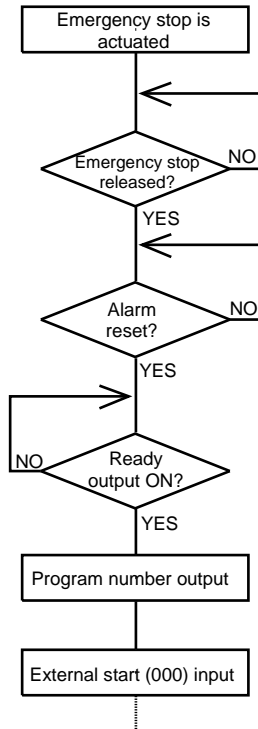 Emergency stop is
actuated
Emergency stop
released?
NO
YES
Alarm
reset?
NO
YES
Ready
output ON?
NO
YES
Program number output
External start (000) input